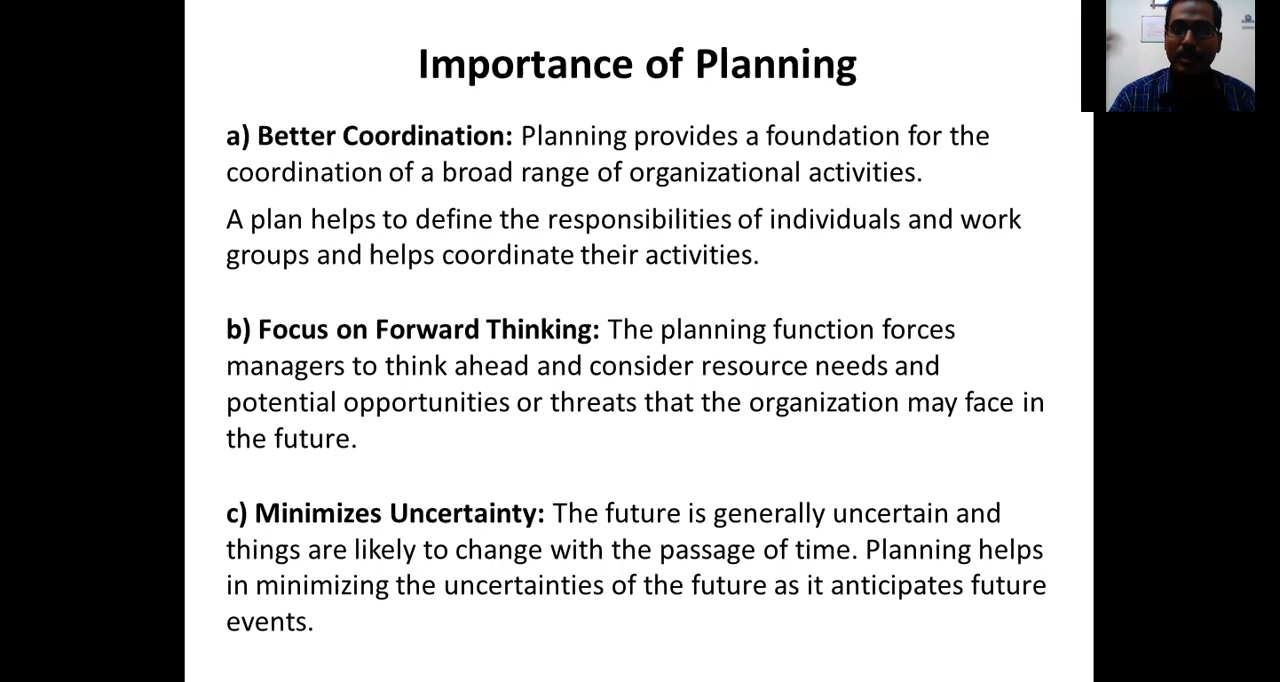 Importance of Planning
a) Better Coordination: Planning provides a foundation for the
coordination of a broad range of organizational activities.
A plan helps to define the responsibilities of individuals and work
groups and helps coordinate their activities.
b) Focus on Forward Thinking: The planning function forces
managers to think ahead and consider resource needs and
potential opportunities or threats that the organization may face in
the future.
c) Minimizes Uncertainty: The future is generally uncertain and
things are likely to change with the passage of time. Planning helps
in minimizing the uncertainties of the future as it anticipates future
events.